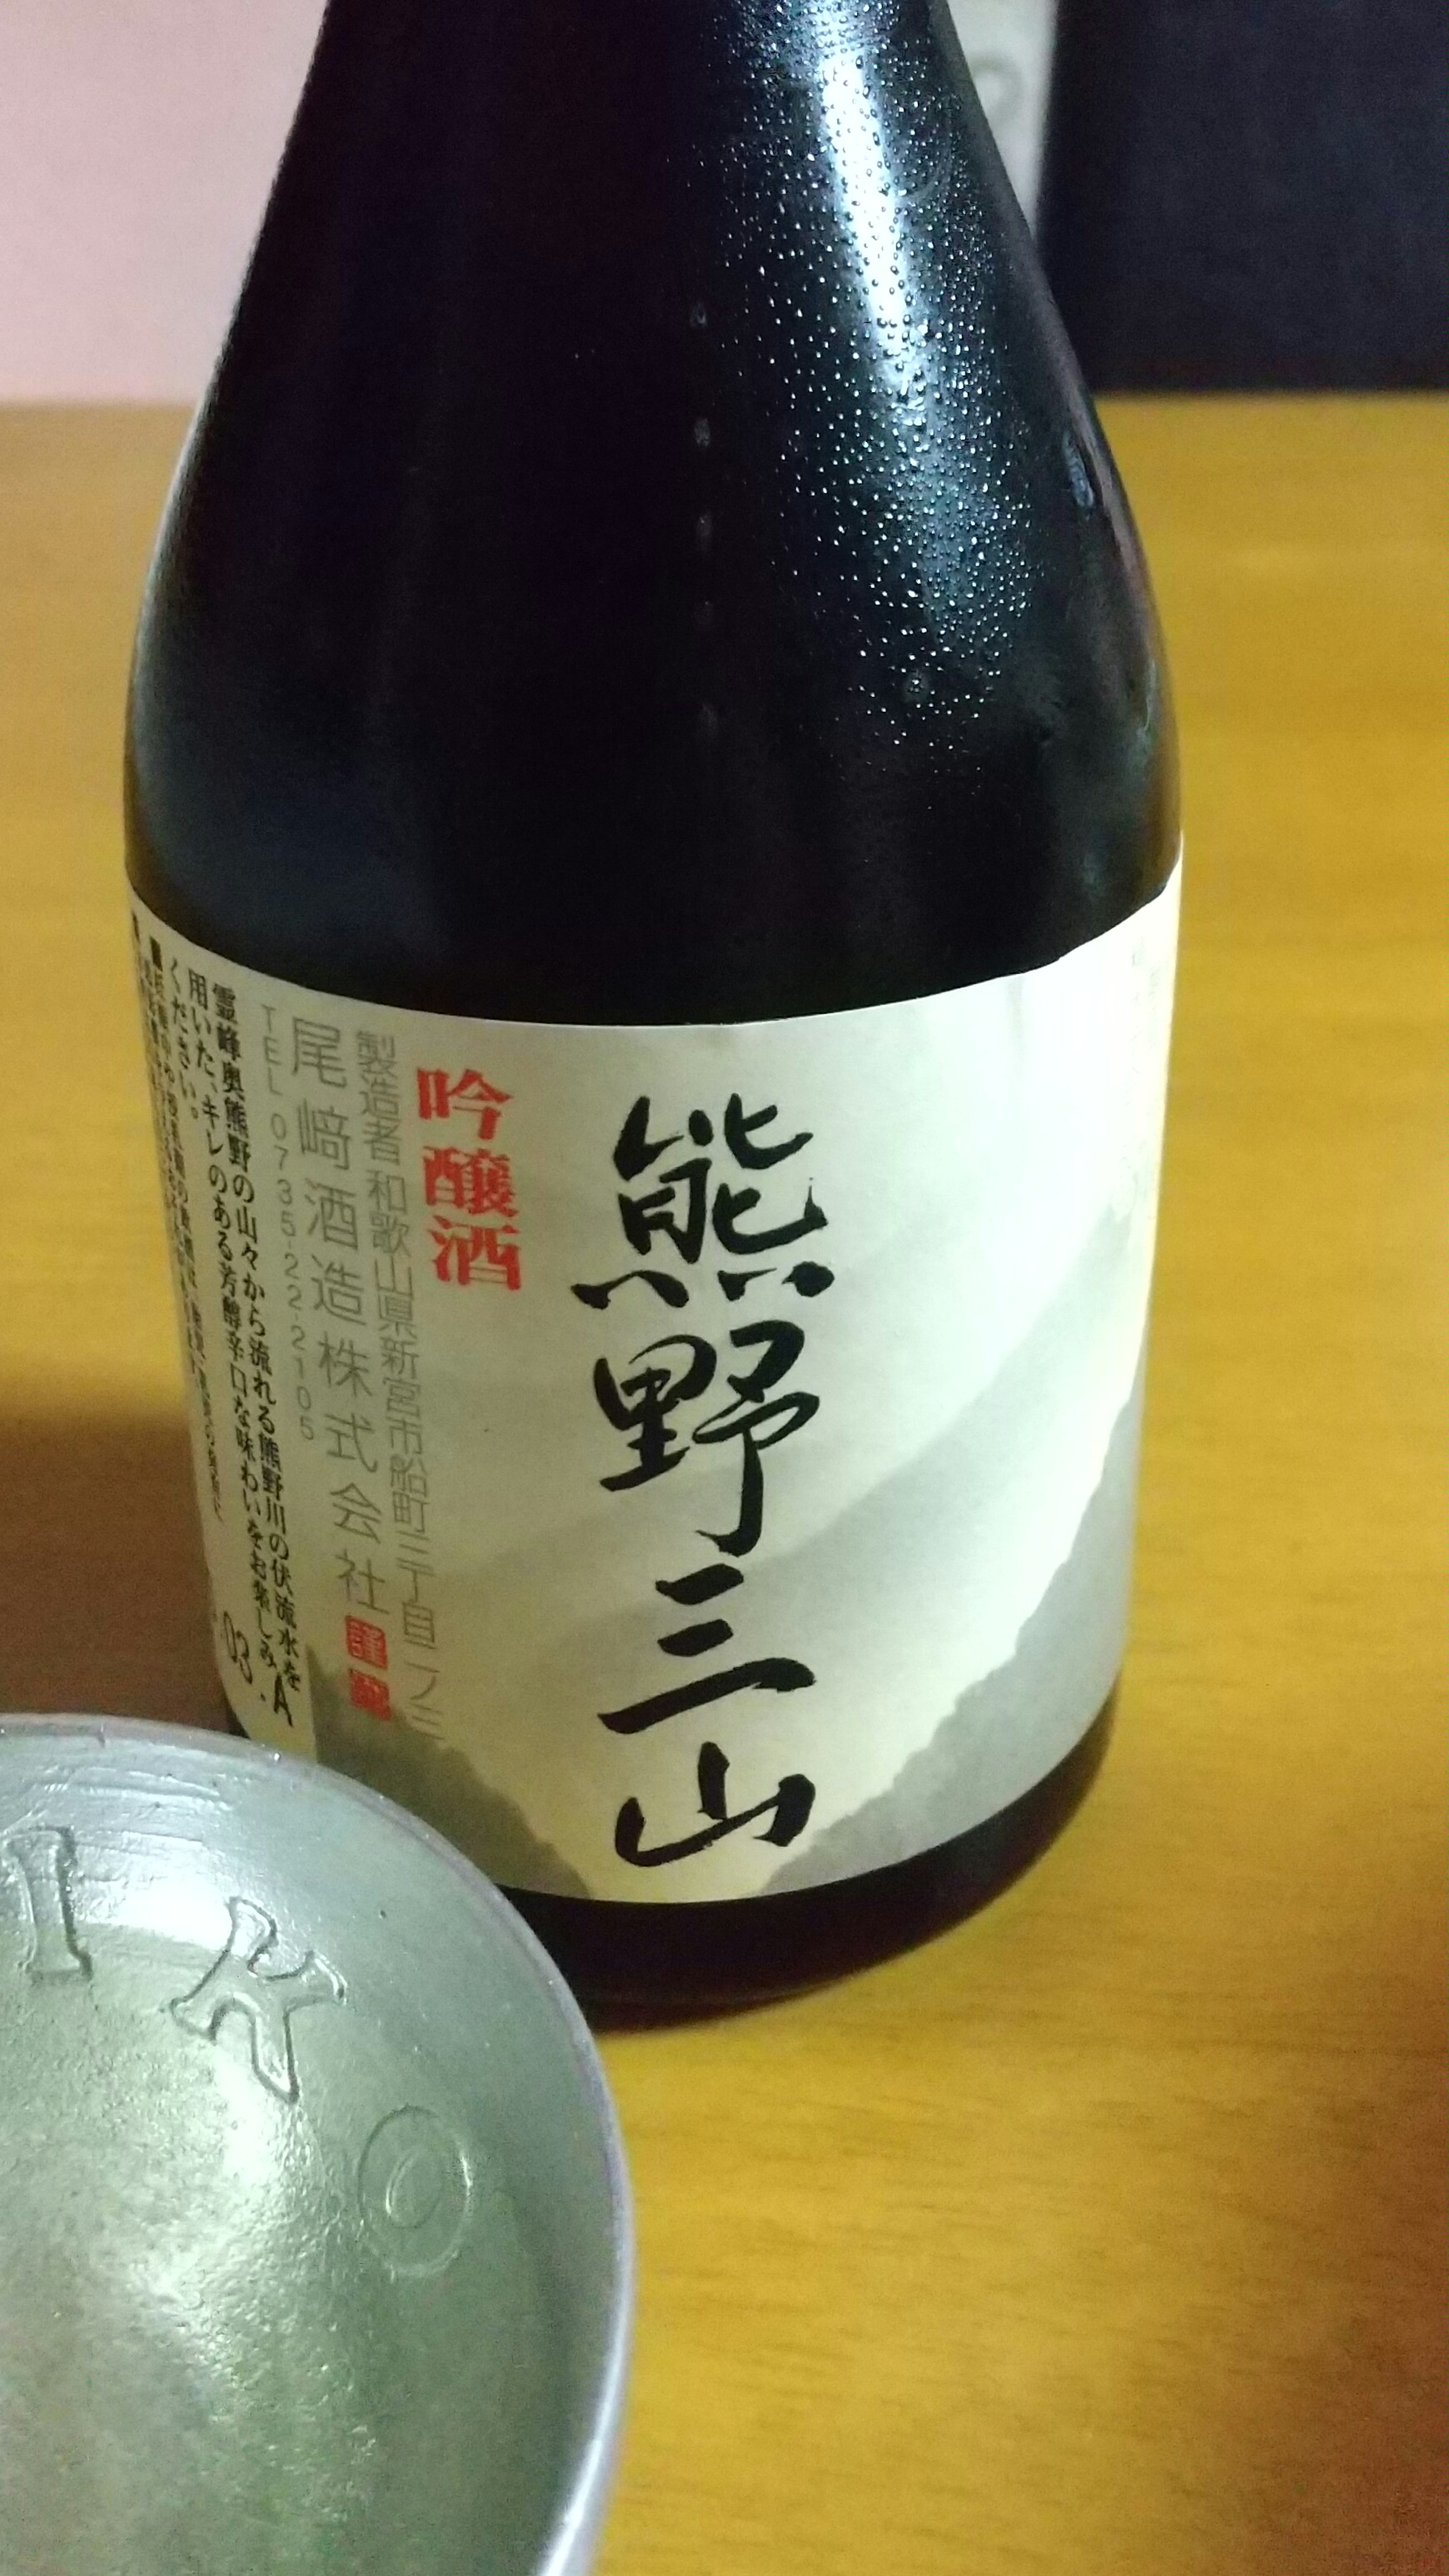 熊野三山
吟醸酒
製造者 和歌山県新宮市船町三丁目二ノ三
尾﨑酒造株式会社
謹製
TEL 0735-22-2105
霊峰奥熊野の山々から流れる熊野川の伏流水を
用いた、キレのある芳醇辛口な味わいをお楽しみ
ください。
03.A
I K O